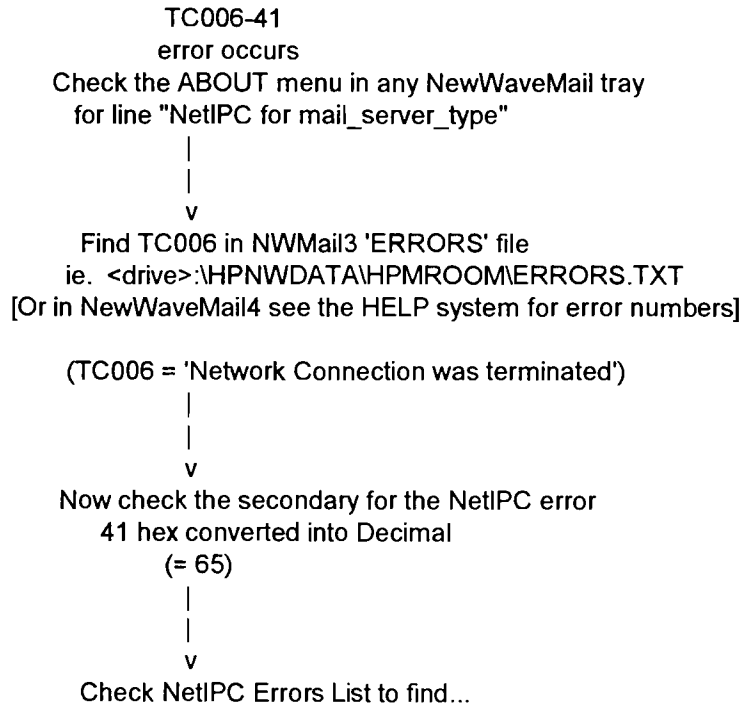 TC006-41
error occurs
Check the ABOUT menu in any NewWaveMail tray
for line "NetIPC for mail_server_type"
|
|
v
Find TC006 in NWMail3 'ERRORS' file
ie. <drive>:\HPNWDATA\HPMROOM\ERRORS.TXT
[Or in NewWaveMail4 see the HELP system for error numbers]
(TC006 = 'Network Connection was terminated')
|
|
v
Now check the secondary for the NetIPC error
41 hex converted into Decimal
(= 65)
|
|
v
Check NetIPC Errors List to find...